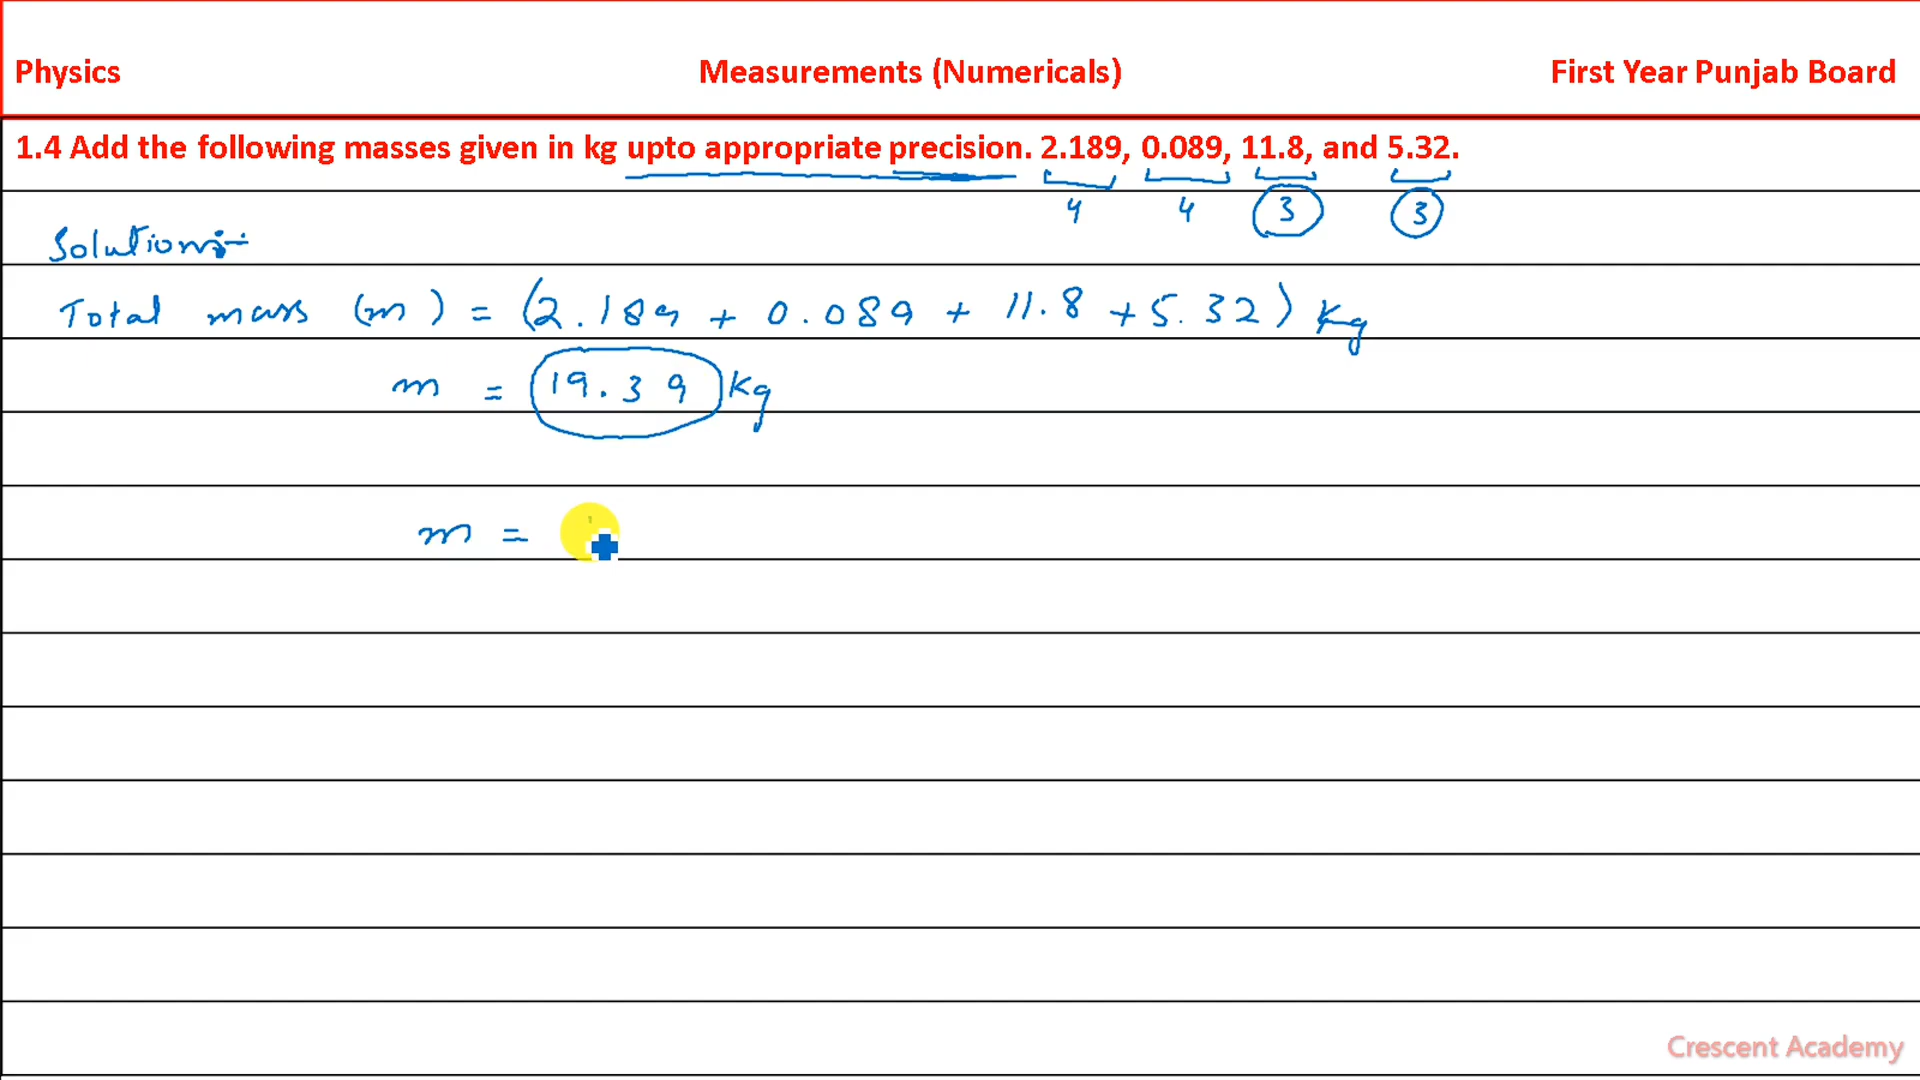 Physics Measurements (Numericals) First Year Punjab Board
1.4 Add the following masses given in kg upto appropriate precision. 2.189, 0.089, 11.8, and 5.32.
4 4 3 3
Solution:-
Total mass (m) = (2.189 + 0.089 + 11.8 + 5.32) Kg
m = 19.39 Kg
m =
Crescent Academy